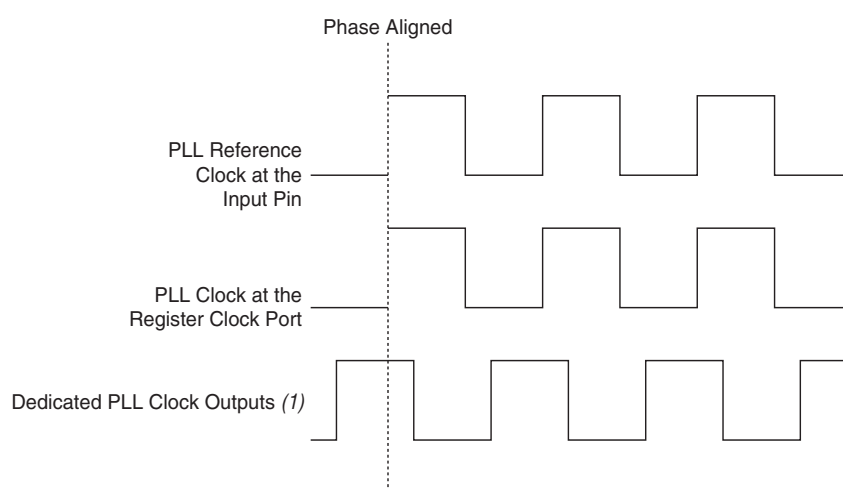 Phase Aligned
PLL Reference
Clock at the
Input Pin
PLL Clock at the
Register Clock Port
Dedicated PLL Clock Outputs (1)